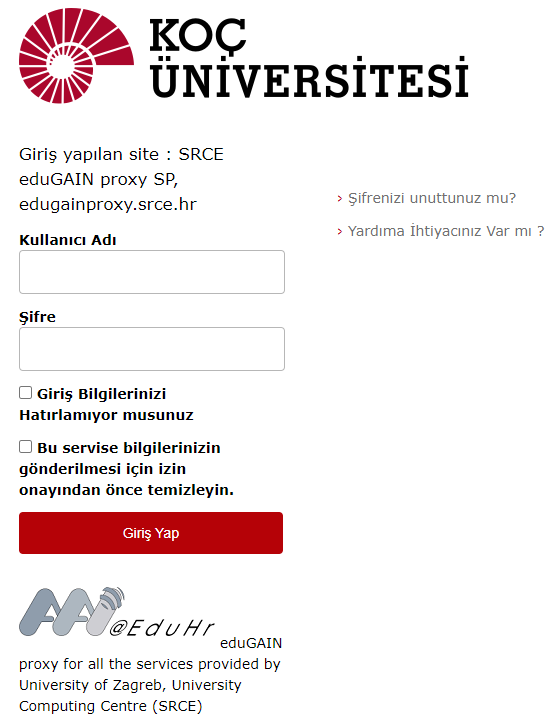 KOÇ
ÜNİVERSİTESİ
Giriş yapılan site : SRCE
eduGAIN proxy SP,
edugainproxy.srce.hr
Kullanıcı Adı
Şifre
Giriş Bilgilerinizi
Hatırlamıyor musunuz
Bu servise bilgilerinizin
gönderilmesi için izin
onayından önce temizleyin.
Giriş Yap
› Şifrenizi unuttunuz mu?
› Yardıma İhtiyacınız Var mı ?
AAI@EduHr eduGAIN
proxy for all the services provided by
University of Zagreb, University
Computing Centre (SRCE)